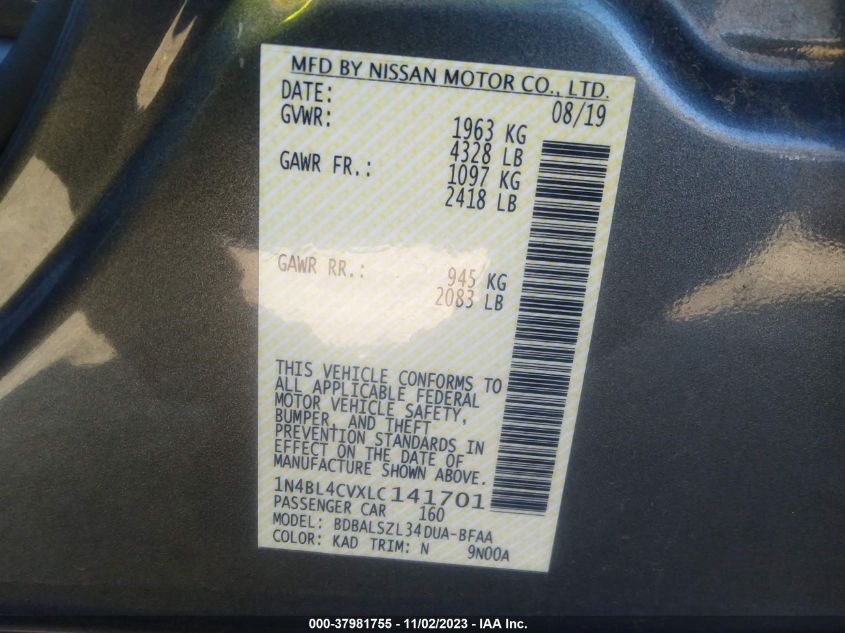 MFD BY NISSAN MOTOR CO., LTD.
DATE: 08/19
GVWR: 1963 KG
4328 LB
GAWR FR.: 1097 KG
2418 LB
GAWR RR.: 945 KG
2083 LB
THIS VEHICLE CONFORMS TO
ALL APPLICABLE FEDERAL
MOTOR VEHICLE SAFETY,
BUMPER, AND THEFT
PREVENTION STANDARDS IN
EFFECT ON THE DATE OF
MANUFACTURE SHOWN ABOVE.
1N4BL4CVXLC141701
PASSENGER CAR 160
MODEL: BDBALSZL34DUA-BFAA
COLOR: KAD TRIM: N 9N00A
000-37981755 — 11/02/2023 — IAA Inc.